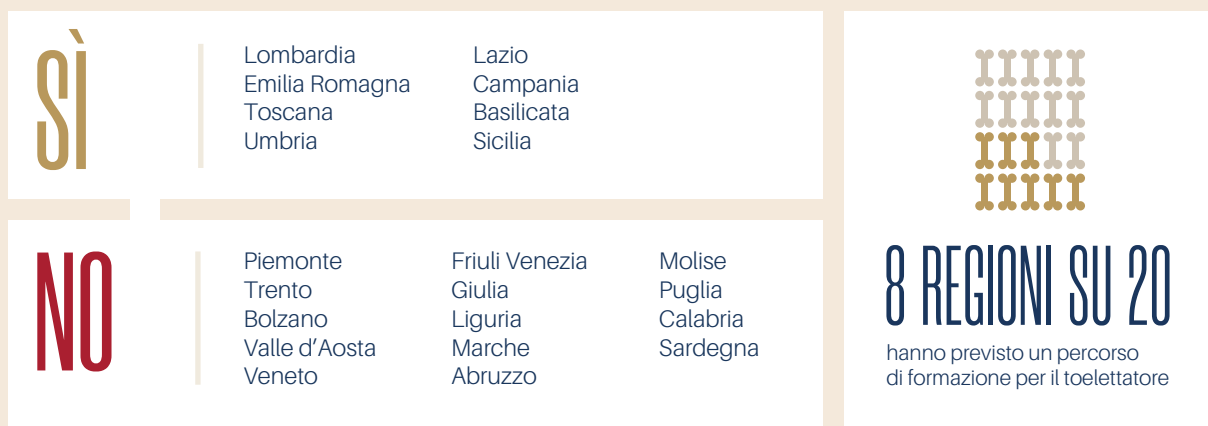 SÌ
Lombardia
Emilia Romagna
Toscana
Umbria
Lazio
Campania
Basilicata
Sicilia
NO
Piemonte
Trento
Bolzano
Valle d’Aosta
Veneto
Friuli Venezia
Giulia
Liguria
Marche
Abruzzo
Molise
Puglia
Calabria
Sardegna
8 REGIONI SU 20
hanno previsto un percorso
di formazione per il toelettatore